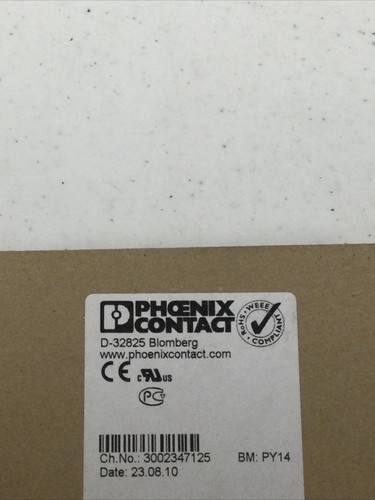 PHOENIX
CONTACT
RoHS - WEEE
COMPLIANT
D-32825 Blomberg
www.phoenixcontact.com
CE c RU US
PC
Ch.No.: 3002347125 BM: PY14
Date: 23.08.10